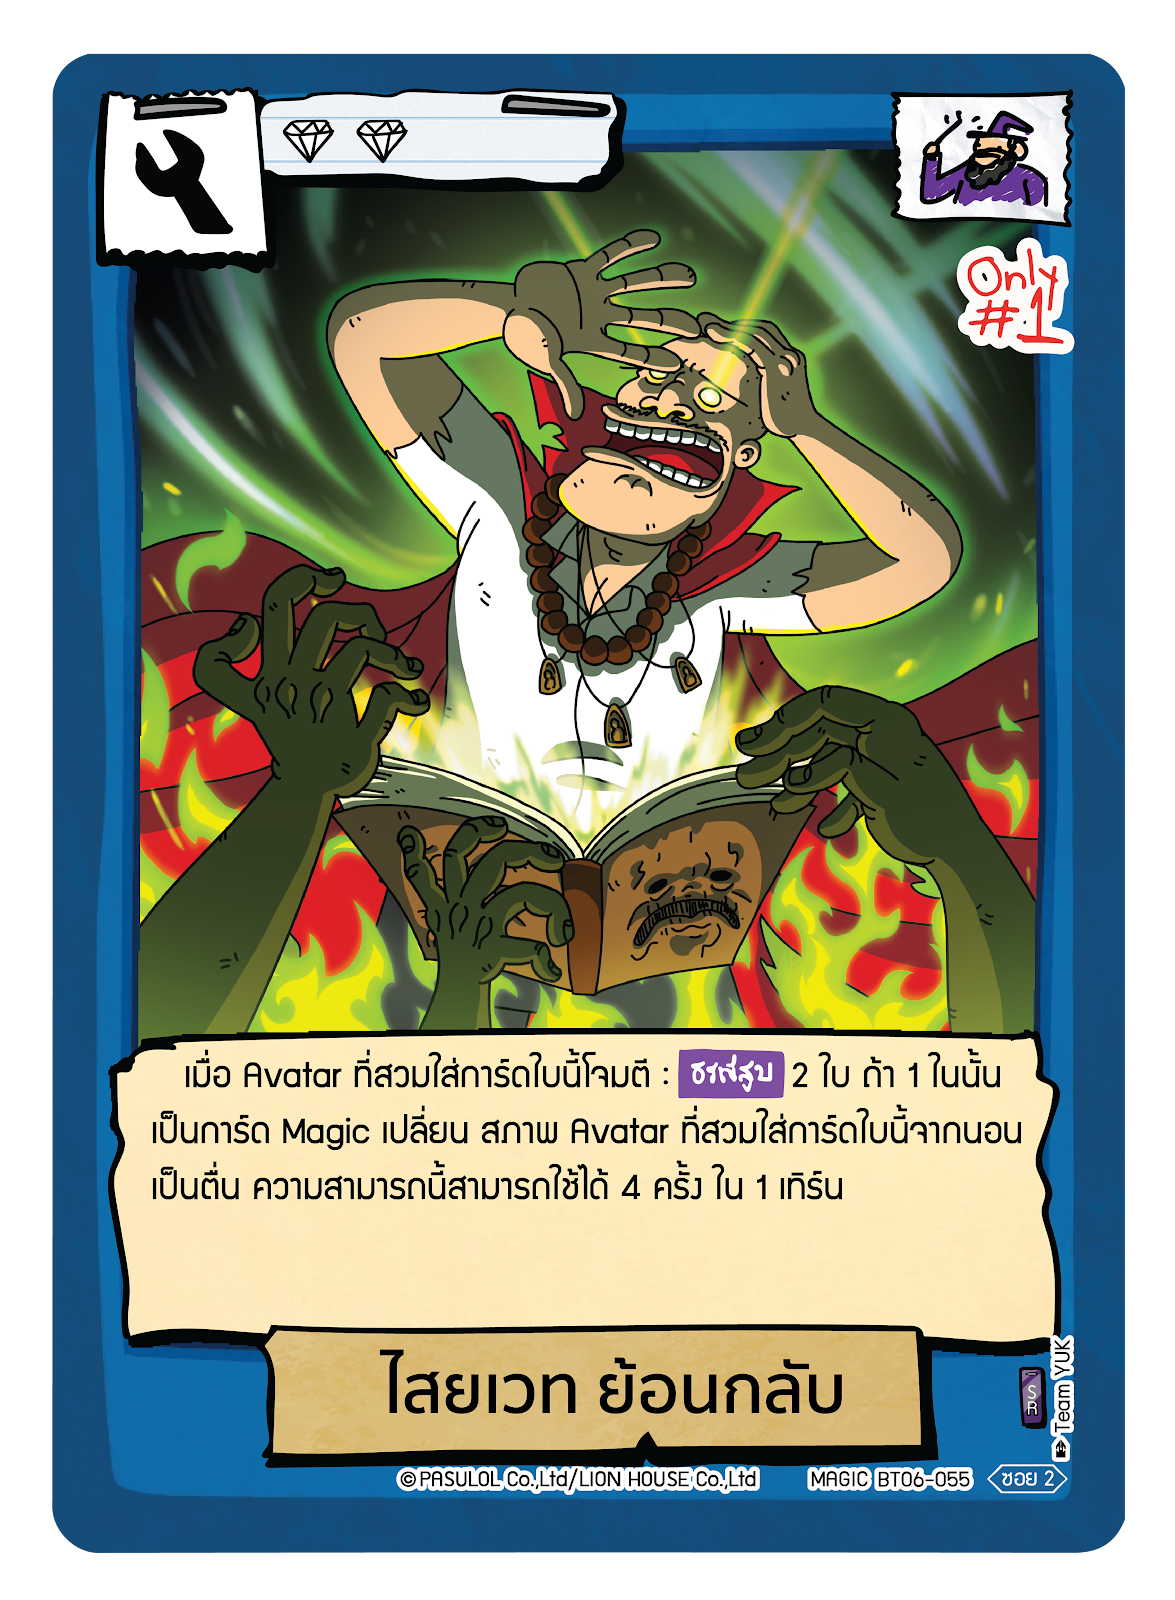 Only
#1
เมื่อ Avatar ที่สวมใส่การ์ดใบนี้โจมตี : ธรณีสูบ 2 ใบ ถ้า 1 ในนั้น
เป็นการ์ด Magic เปลี่ยน สภาพ Avatar ที่สวมใส่การ์ดใบนี้จากนอน
เป็นตื่น ความสามารถนี้สามารถใช้ได้ 4 ครั้ง ใน 1 เทิร์น
ไสยเวท ย้อนกลับ
SR
Team YUK
© PASULOL Co.,Ltd/LION HOUSE Co.,Ltd MAGIC BT06-055 ซอย 2